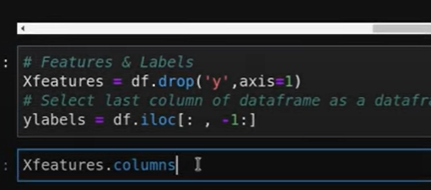 # Features & Labels
Xfeatures = df.drop('y',axis=1)
# Select last column of dataframe as a
ylabels = df.iloc[: , -1:]
Xfeatures.columns